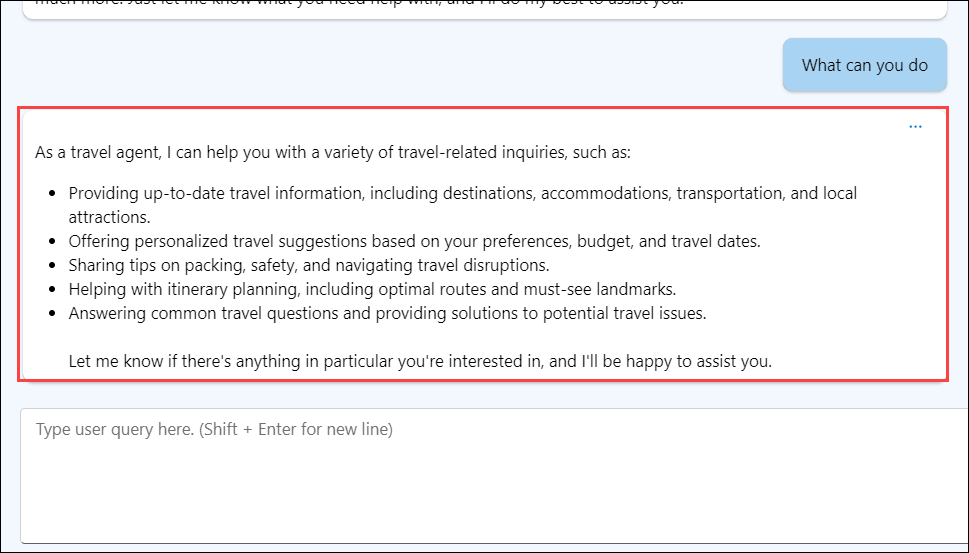 much more. Just let me know what you need help with, and I'll do my best to assist you.
What can you do
...
As a travel agent, I can help you with a variety of travel-related inquiries, such as:
• Providing up-to-date travel information, including destinations, accommodations, transportation, and local
attractions.
• Offering personalized travel suggestions based on your preferences, budget, and travel dates.
• Sharing tips on packing, safety, and navigating travel disruptions.
• Helping with itinerary planning, including optimal routes and must-see landmarks.
• Answering common travel questions and providing solutions to potential travel issues.
Let me know if there's anything in particular you're interested in, and I'll be happy to assist you.
Type user query here. (Shift + Enter for new line)